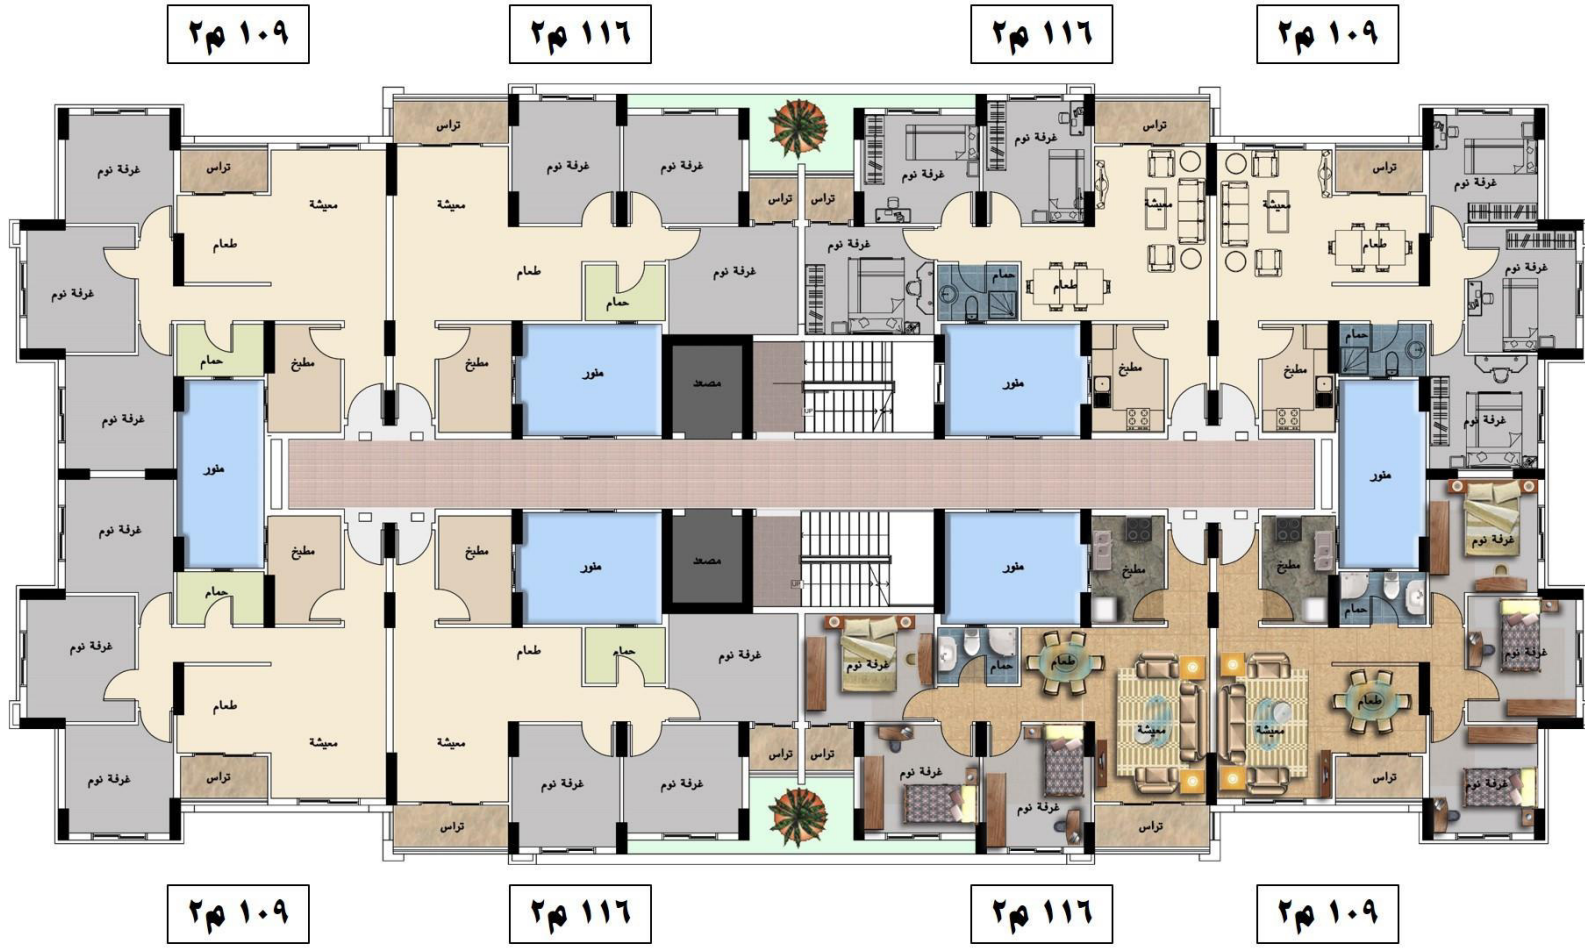 ١٠٩ م٢
١١٦ م٢
١١٦ م٢
١٠٩ م٢
غرفة نوم
تراس
معيشة
طعام
غرفة نوم
حمام
غرفة نوم
مطبخ
منور
تراس
معيشة
غرفة نوم
غرفة نوم
تراس
طعام
غرفة نوم
حمام
مطبخ
منور
مصعد
تراس
غرفة نوم
غرفة نوم
تراس
معيشة
غرفة نوم
حمام
طعام
منور
مطبخ
UP
معيشة
تراس
طعام
غرفة نوم
غرفة نوم
حمام
مطبخ
غرفة نوم
منور
غرفة نوم
مطبخ
حمام
غرفة نوم
طعام
معيشة
تراس
غرفة نوم
مطبخ
منور
مصعد
طعام
حمام
غرفة نوم
معيشة
غرفة نوم
غرفة نوم
تراس
تراس
UP
منور
مطبخ
غرفة نوم
حمام
طعام
تراس
غرفة نوم
غرفة نوم
معيشة
تراس
مطبخ
غرفة نوم
حمام
غرفة نوم
طعام
معيشة
تراس
غرفة نوم
١٠٩ م٢
١١٦ م٢
١١٦ م٢
١٠٩ م٢